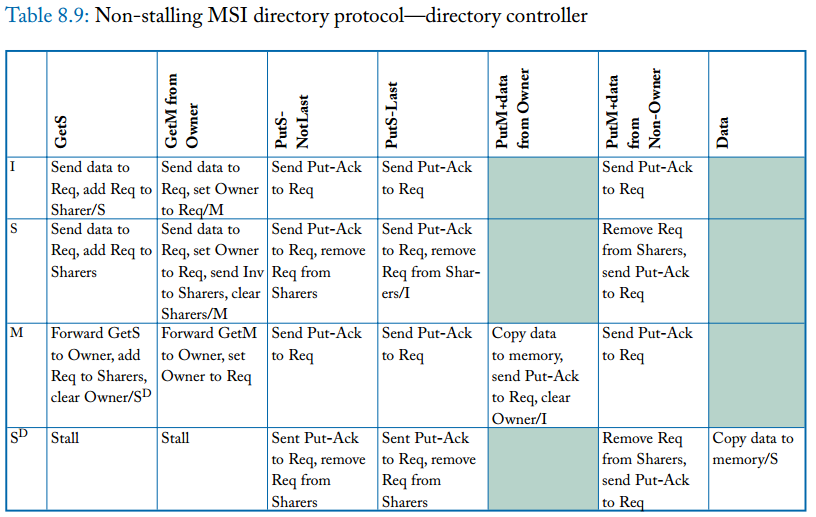 Table 8.9: Non-stalling MSI directory protocol—directory controller
GetS
GetM from
Owner
PutS-
NotLast
PutS-Last
PutM+data
from Owner
PutM+data
from
Non-Owner
Data
I
Send data to
Req, add Req to
Sharer/S
Send data to
Req, set Owner
to Req/M
Send Put-Ack
to Req
Send Put-Ack
to Req
Send Put-Ack
to Req
S
Send data to
Req, add Req to
Sharers
Send data to
Req, set Owner
to Req, send Inv
to Sharers, clear
Sharers/M
Send Put-Ack
to Req, remove
Req from
Sharers
Send Put-Ack
to Req, remove
Req from Shar-
ers/I
Remove Req
from Sharers,
send Put-Ack
to Req
M
Forward GetS
to Owner, add
Req to Sharers,
clear Owner/S^D
Forward GetM
to Owner, set
Owner to Req
Send Put-Ack
to Req
Send Put-Ack
to Req
Copy data
to memory,
send Put-Ack
to Req, clear
Owner/I
Send Put-Ack
to Req
S^D
Stall
Stall
Sent Put-Ack
to Req, remove
Req from
Sharers
Sent Put-Ack
to Req, remove
Req from
Sharers
Remove Req
from Sharers,
send Put-Ack
to Req
Copy data to
memory/S